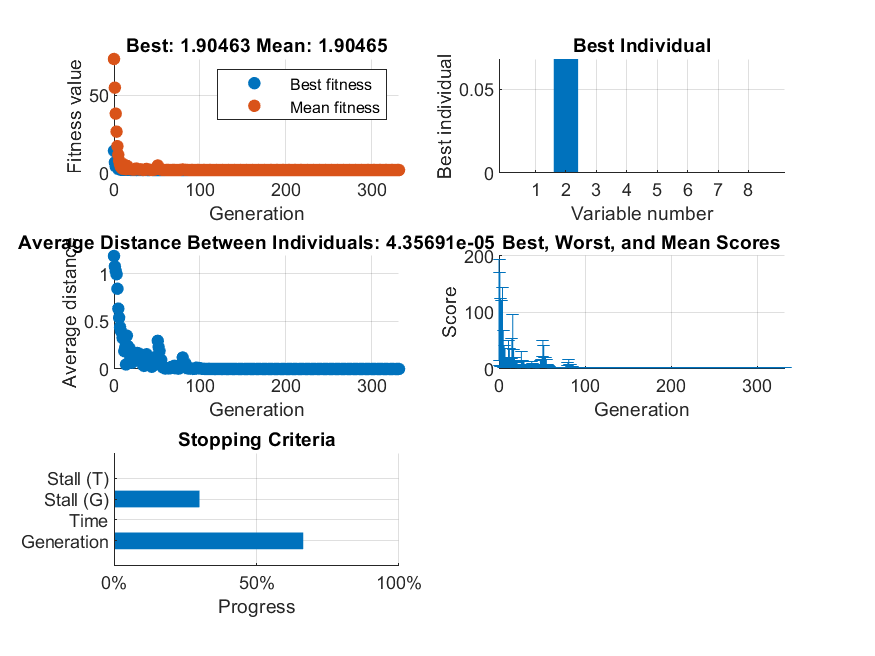 Best: 1.90463 Mean: 1.90465
Fitness value
50
0
Best fitness
Mean fitness
0 100 200 300
Generation
Best Individual
Best individual
0.05
0
1 2 3 4 5 6 7 8
Variable number
Average Distance Between Individuals: 4.35691e-05
Average distance
1
0.5
0
0 100 200 300
Generation
Best, Worst, and Mean Scores
Score
200
100
0
0 100 200 300
Generation
Stopping Criteria
Stall (T)
Stall (G)
Time
Generation
0% 50% 100%
Progress